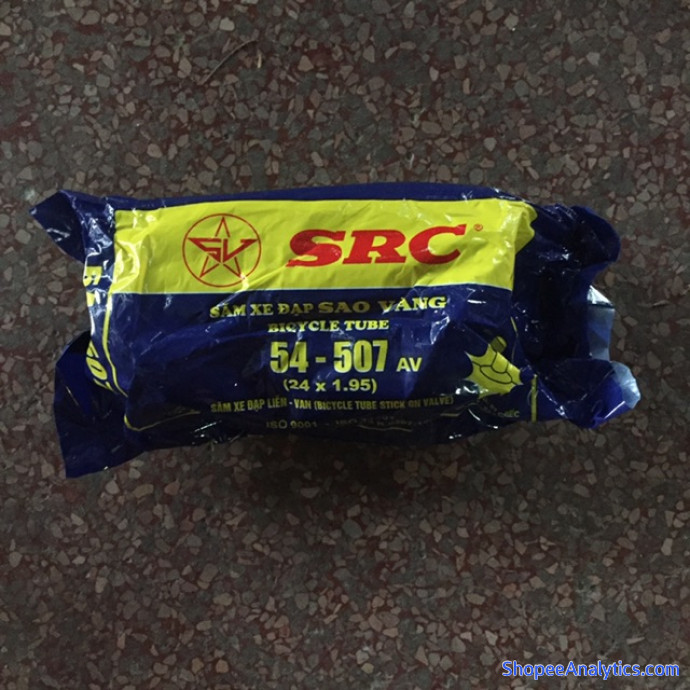 SV SRC®
SĂM XE ĐẠP SAO VÀNG
BICYCLE TUBE
54 - 507 AV
(24 x 1.95)
SĂM XE ĐẠP LIỀN - VAN (BICYCLE TUBE STICK ON VALVE)
ISO 9001
ShopeeAnalytics.com